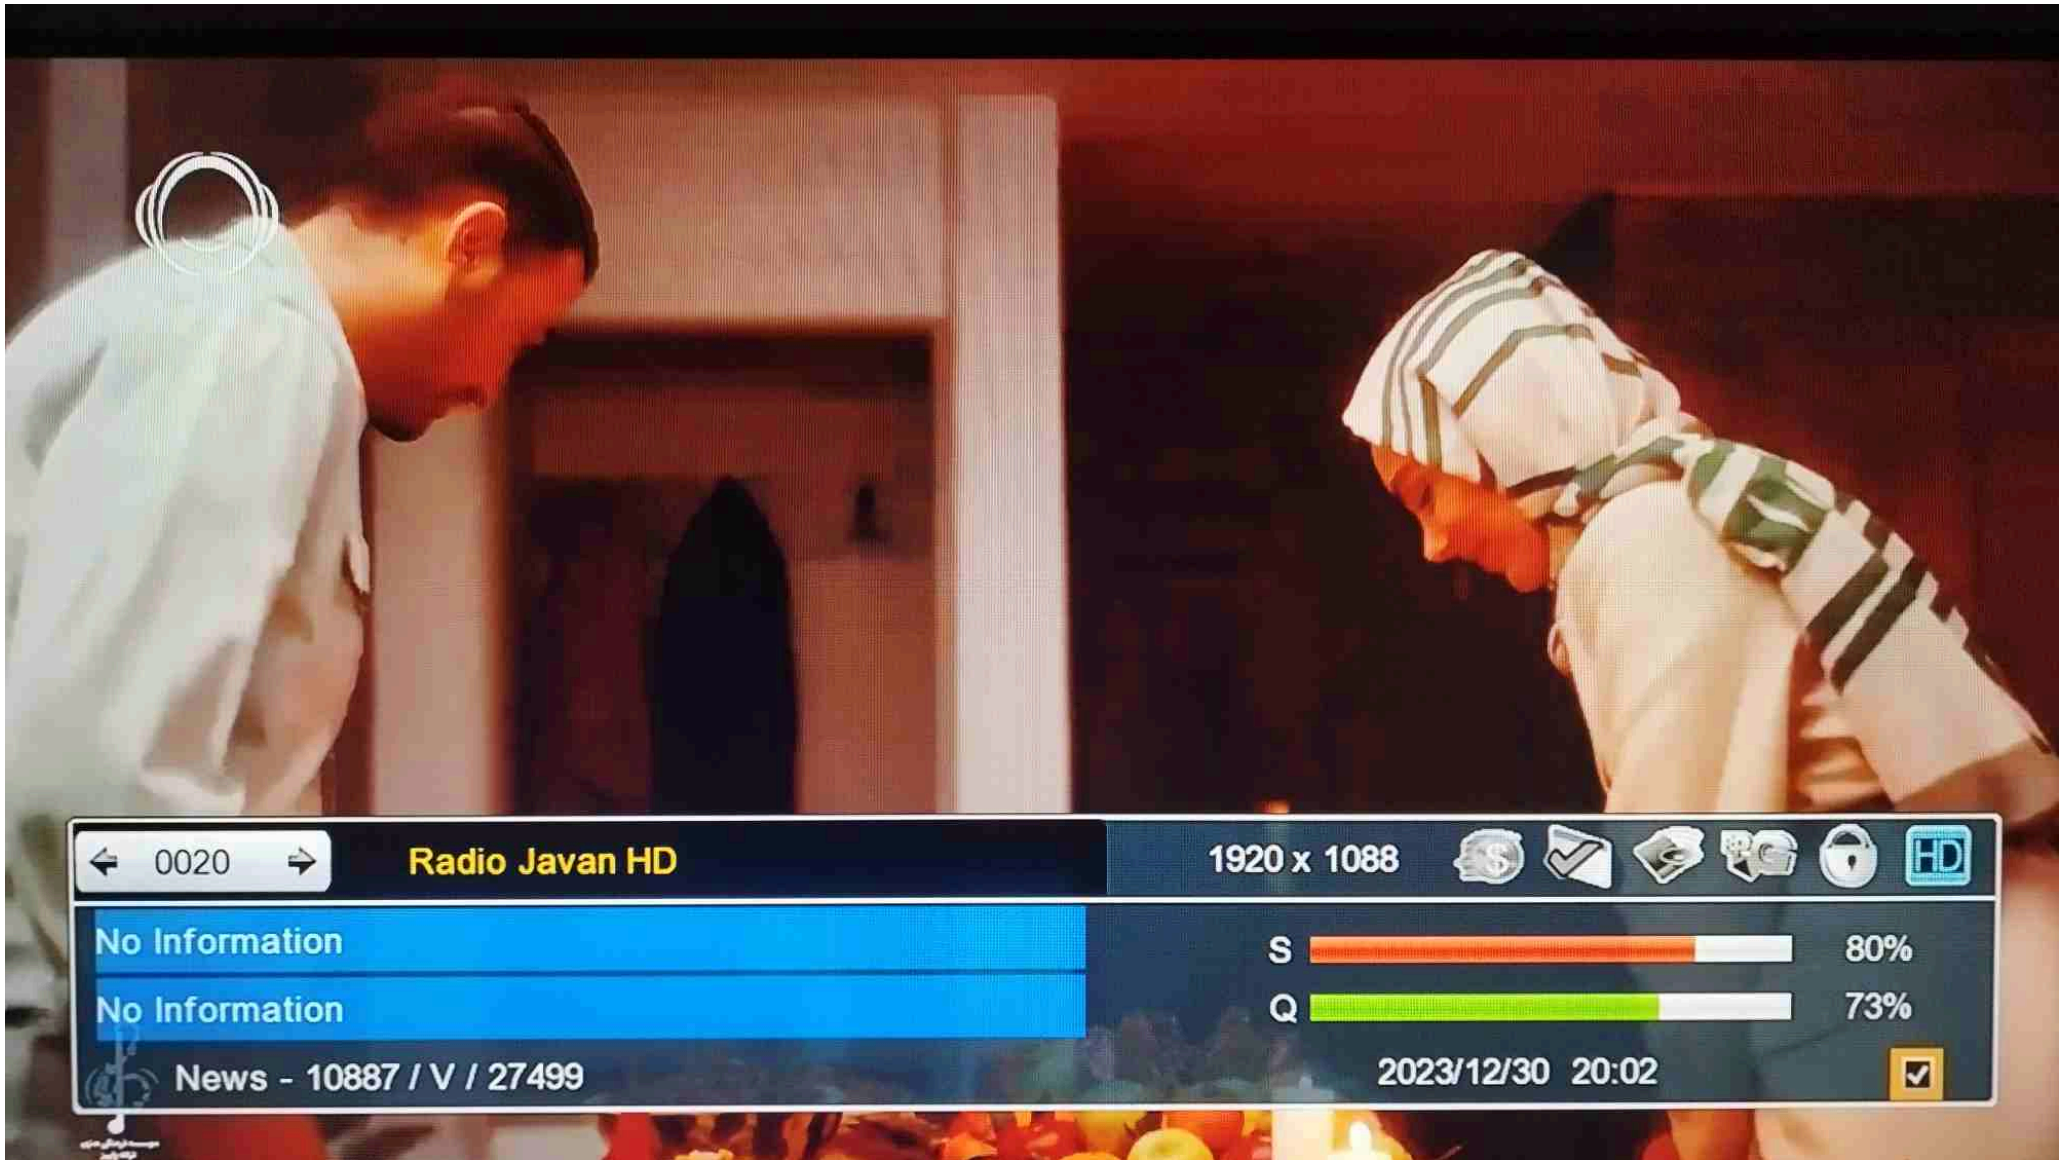 0020
Radio Javan HD
1920 x 1088
HD
No Information
No Information
S 80%
Q 73%
News - 10887 / V / 27499
2023/12/30 20:02